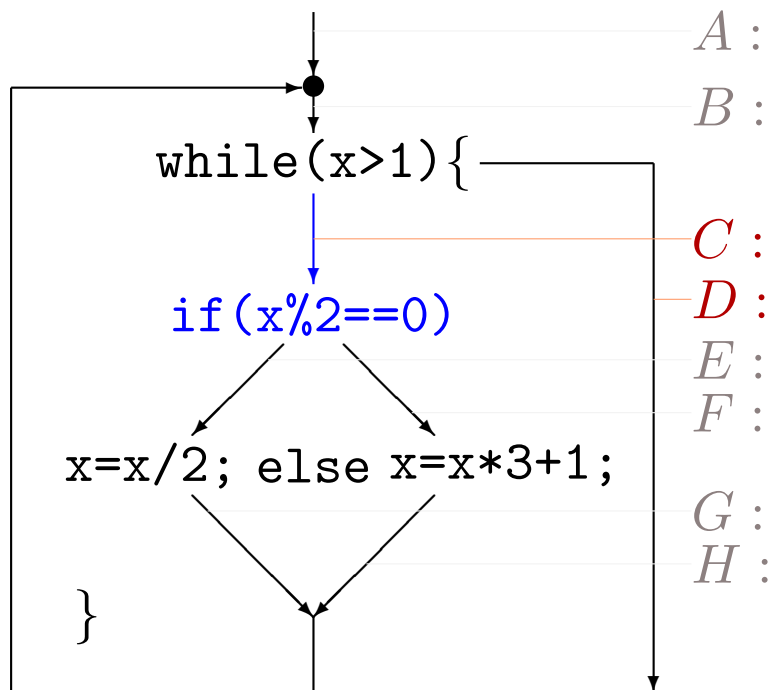 A :
B :
while(x>1){
C :
if(x%2==0)
D :
E :
F :
x=x/2; else x=x*3+1;
G :
H :
}